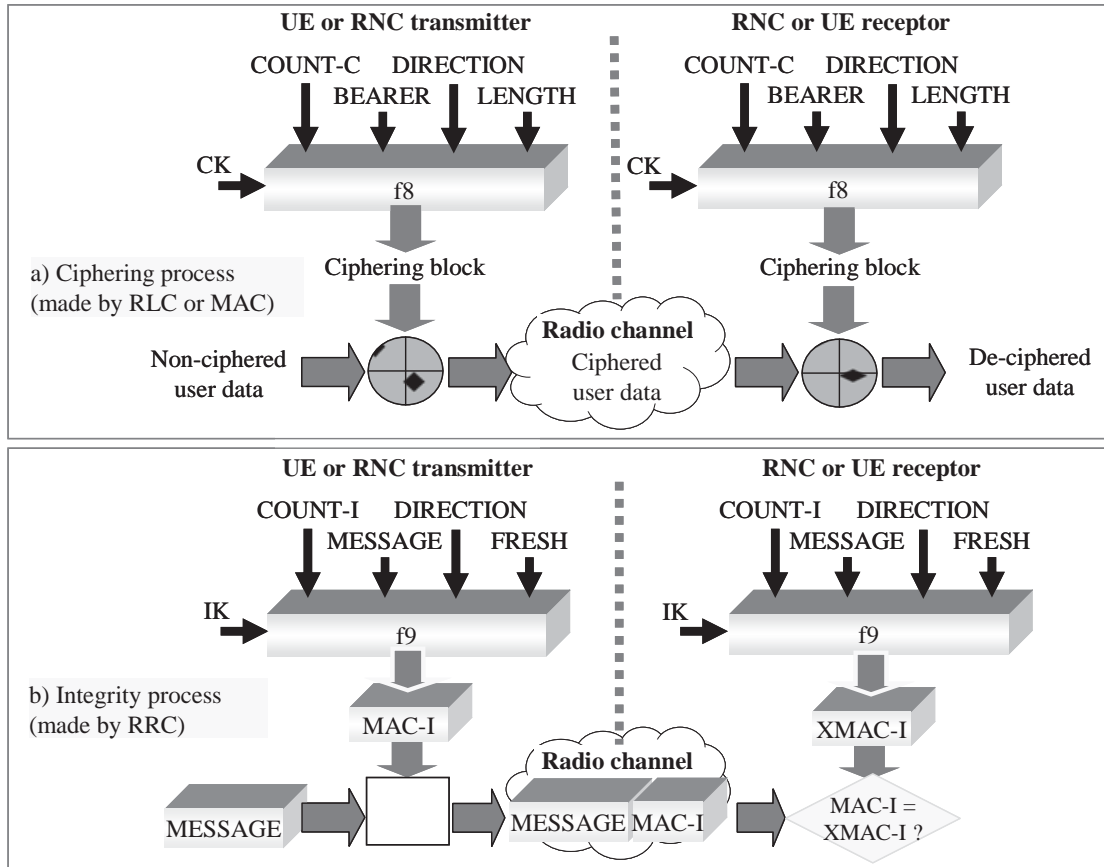 UE or RNC transmitter
RNC or UE receptor
COUNT-C DIRECTION
BEARER LENGTH
COUNT-C DIRECTION
BEARER LENGTH
CK
f8
CK
f8
Ciphering block
Ciphering block
a) Ciphering process
(made by RLC or MAC)
Non-ciphered
user data
Radio channel
Ciphered
user data
De-ciphered
user data
UE or RNC transmitter
RNC or UE receptor
COUNT-I DIRECTION
MESSAGE FRESH
COUNT-I DIRECTION
MESSAGE FRESH
IK
f9
IK
f9
b) Integrity process
(made by RRC)
MAC-I
XMAC-I
MESSAGE
Radio channel
MESSAGE MAC-I
MAC-I =
XMAC-I ?